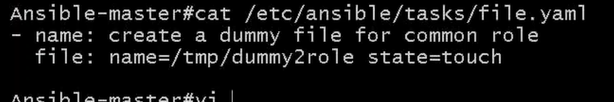 Ansible-master#cat /etc/ansible/tasks/file.yaml
- name: create a dummy file for common role
  file: name=/tmp/dummy2role state=touch
Ansible-master#vi